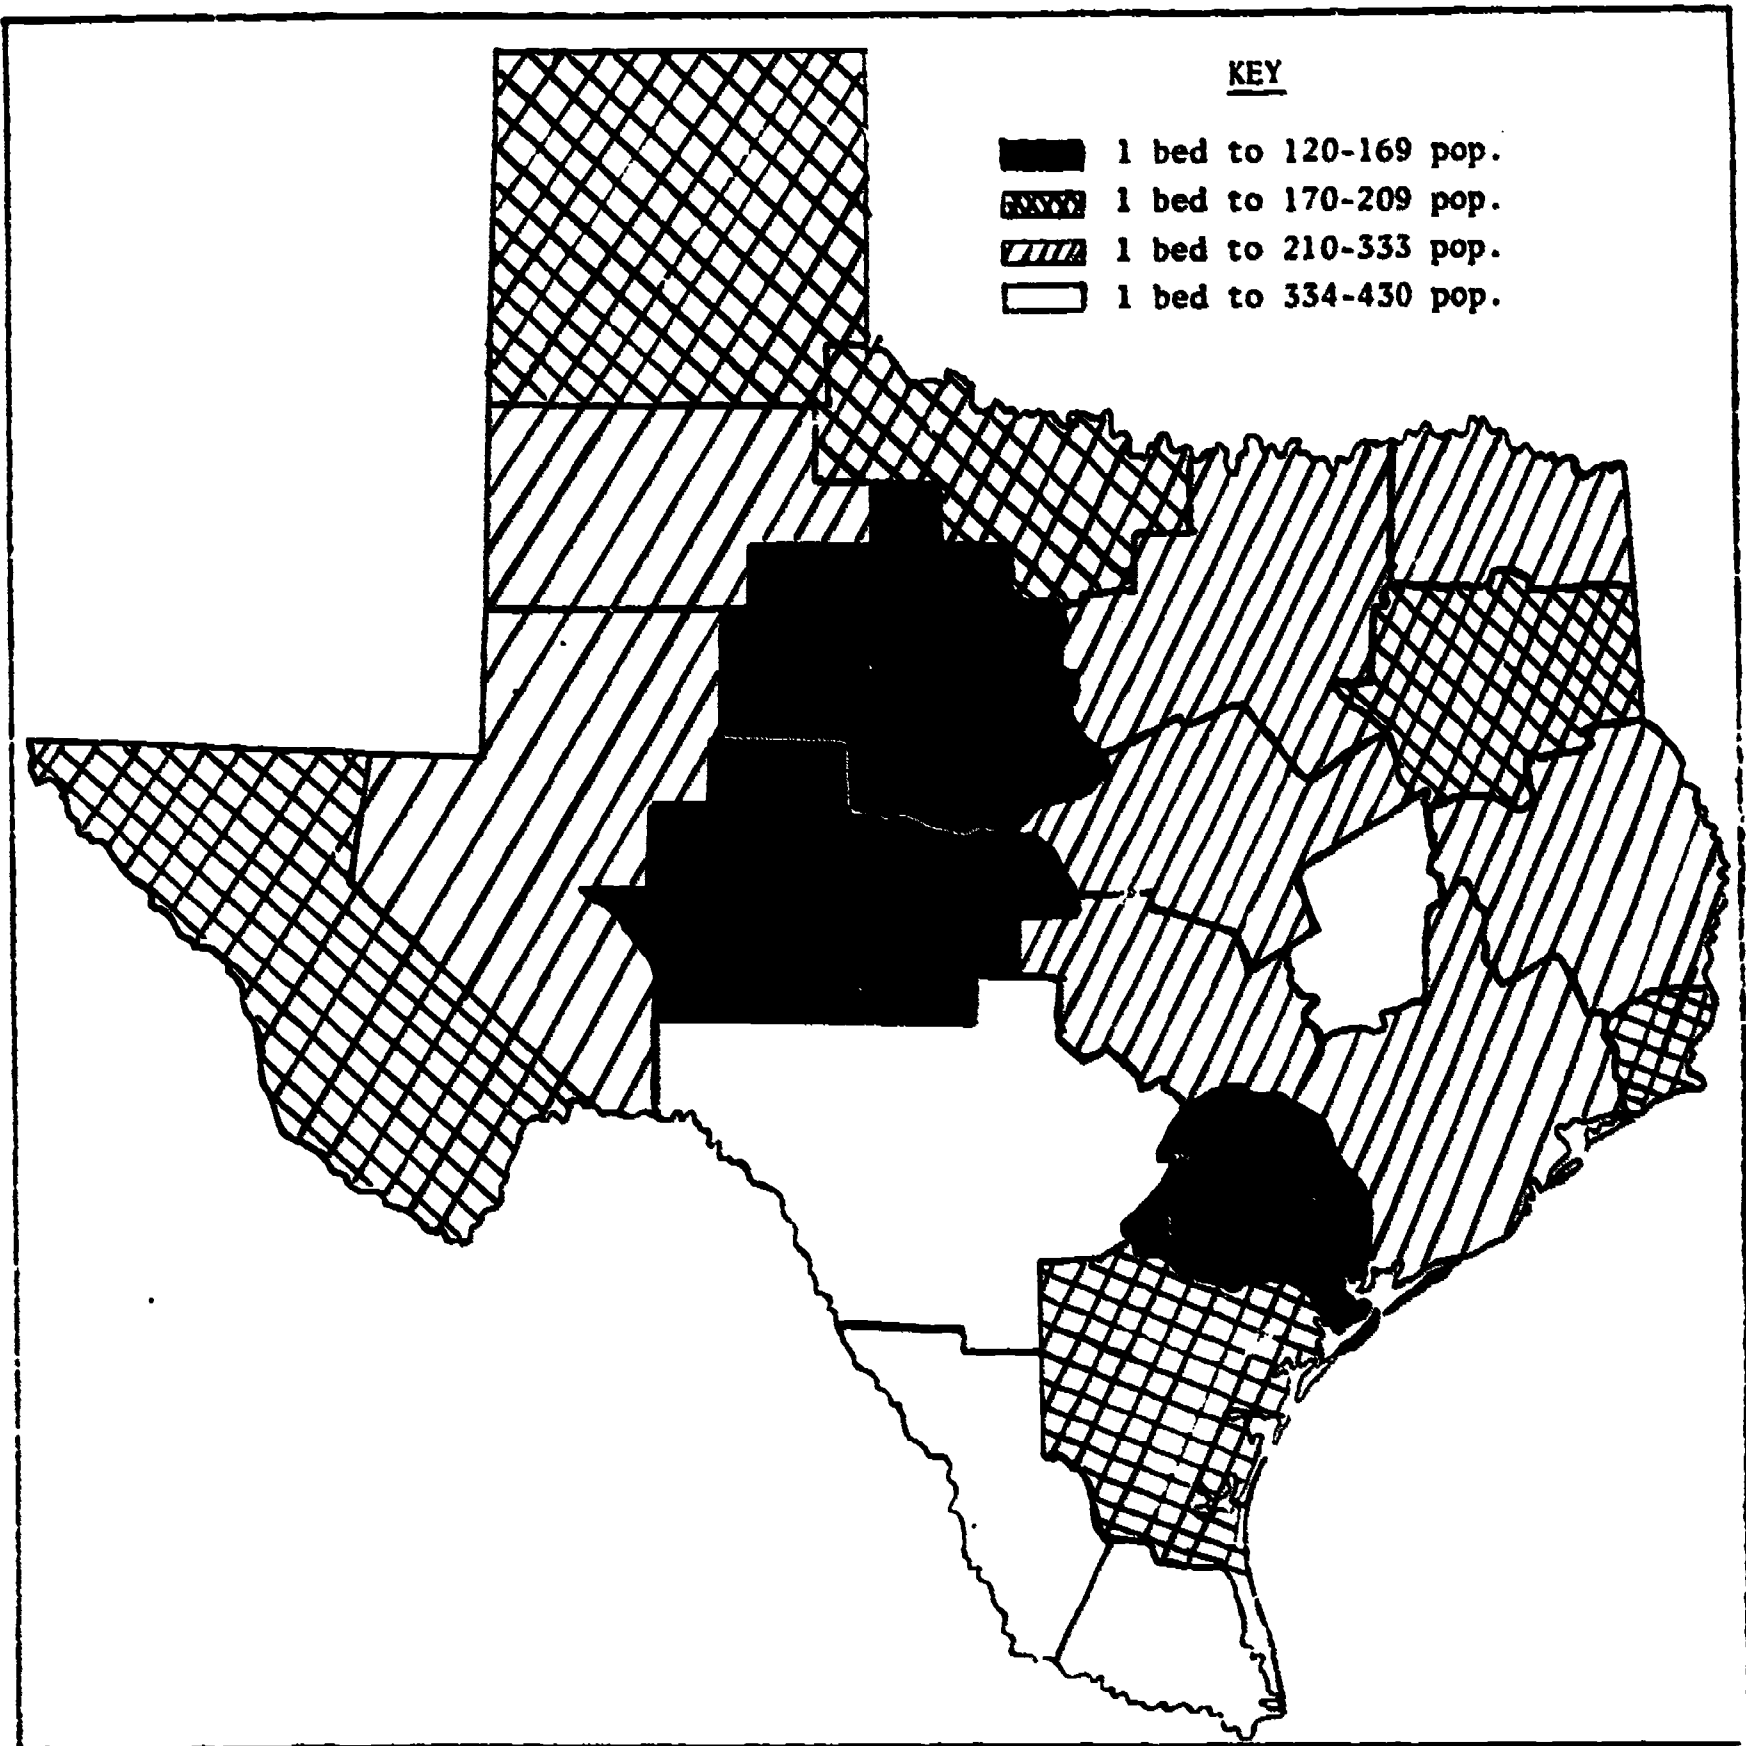 KEY
1 bed to 120-169 pop.
1 bed to 170-209 pop.
1 bed to 210-333 pop.
1 bed to 334-430 pop.